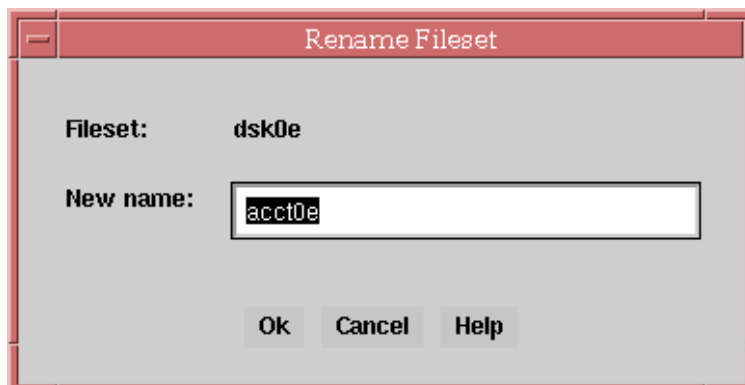 Rename Fileset
Fileset: dsk0e
New name: acct0e
Ok Cancel Help